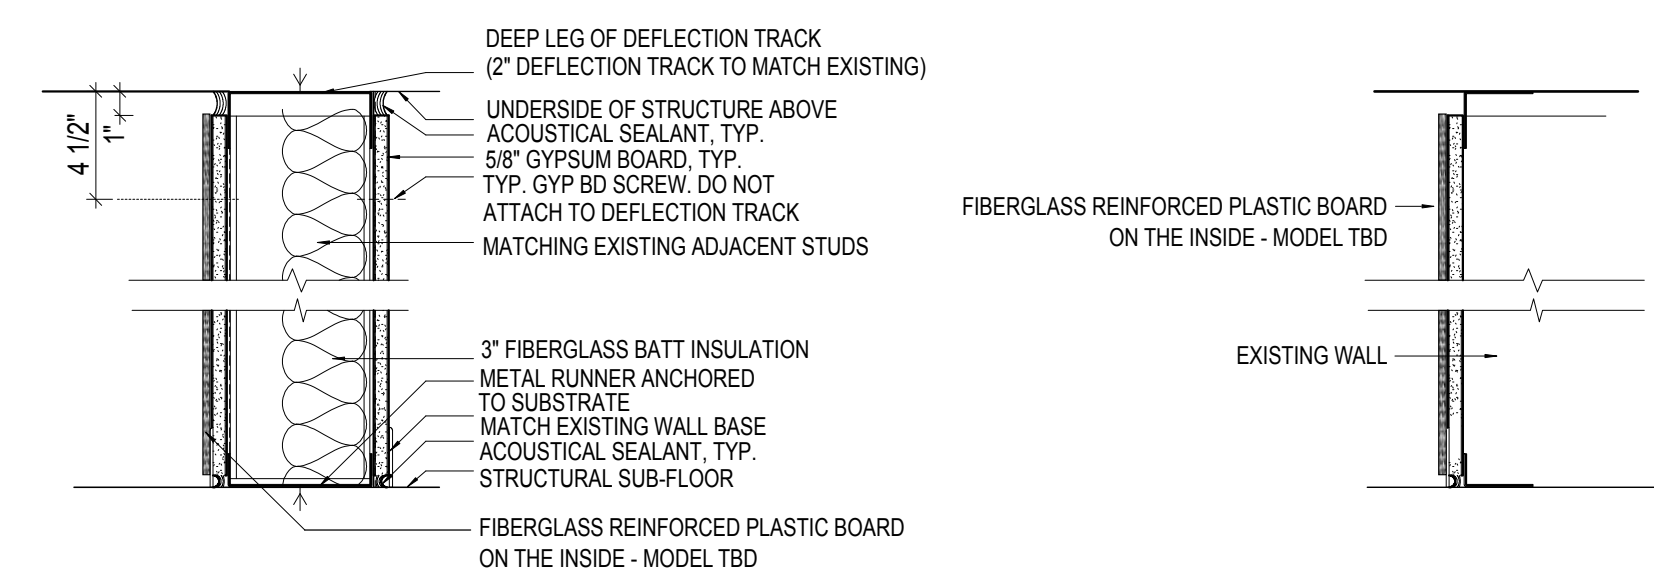 DEEP LEG OF DEFLECTION TRACK
(2" DEFLECTION TRACK TO MATCH EXISTING)
UNDERSIDE OF STRUCTURE ABOVE
ACOUSTICAL SEALANT, TYP.
5/8" GYPSUM BOARD, TYP.
TYP. GYP BD SCREW. DO NOT
ATTACH TO DEFLECTION TRACK
MATCHING EXISTING ADJACENT STUDS
4 1/2"
1"
3" FIBERGLASS BATT INSULATION
METAL RUNNER ANCHORED
TO SUBSTRATE
MATCH EXISTING WALL BASE
ACOUSTICAL SEALANT, TYP.
STRUCTURAL SUB-FLOOR
FIBERGLASS REINFORCED PLASTIC BOARD
ON THE INSIDE - MODEL TBD
FIBERGLASS REINFORCED PLASTIC BOARD
ON THE INSIDE - MODEL TBD
EXISTING WALL